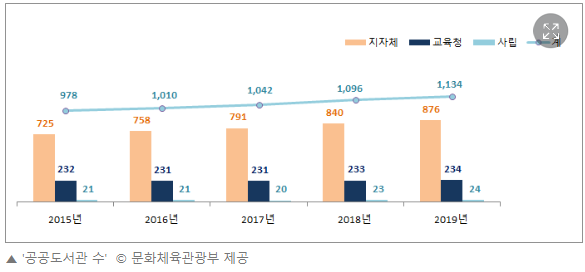 지자체 교육청 사립
978 1,010 1,042 1,096 1,134
725 758 791 840 876
232 231 231 233 234
21 21 20 23 24
2015년 2016년 2017년 2018년 2019년
▲ '공공도서관 수' © 문화체육관광부 제공